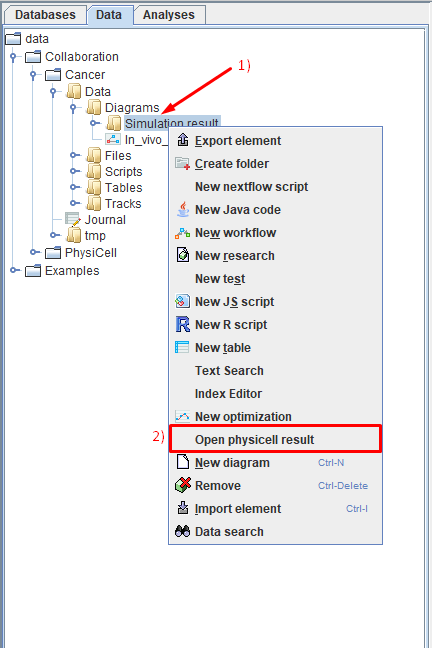 Databases Data Analyses
data
Collaboration
1)
Cancer
Data
Diagrams
Simulation result
In_vivo_
Export element
Files
Create folder
Scripts
New nextflow script
Tables
Tracks
New Java code
Journal
tmp
New workflow
PhysiCell
New research
Examples
New test
New JS script
New R script
New table
Text Search
Index Editor
New optimization
2)
Open physicell result
New diagram Ctrl-N
Remove Ctrl-Delete
Import element Ctrl-I
Data search